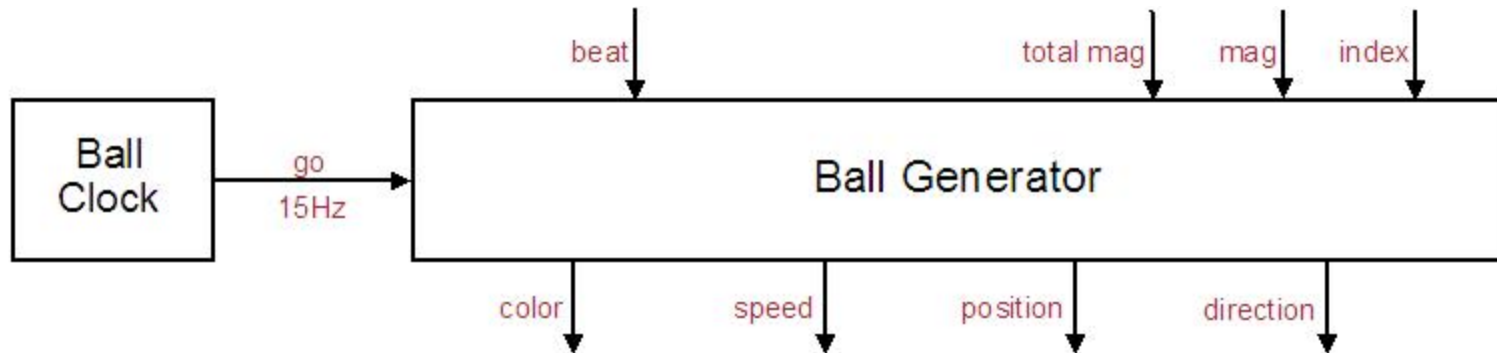 beat
total mag
mag
index
Ball
Clock
go
15Hz
Ball Generator
color
speed
position
direction